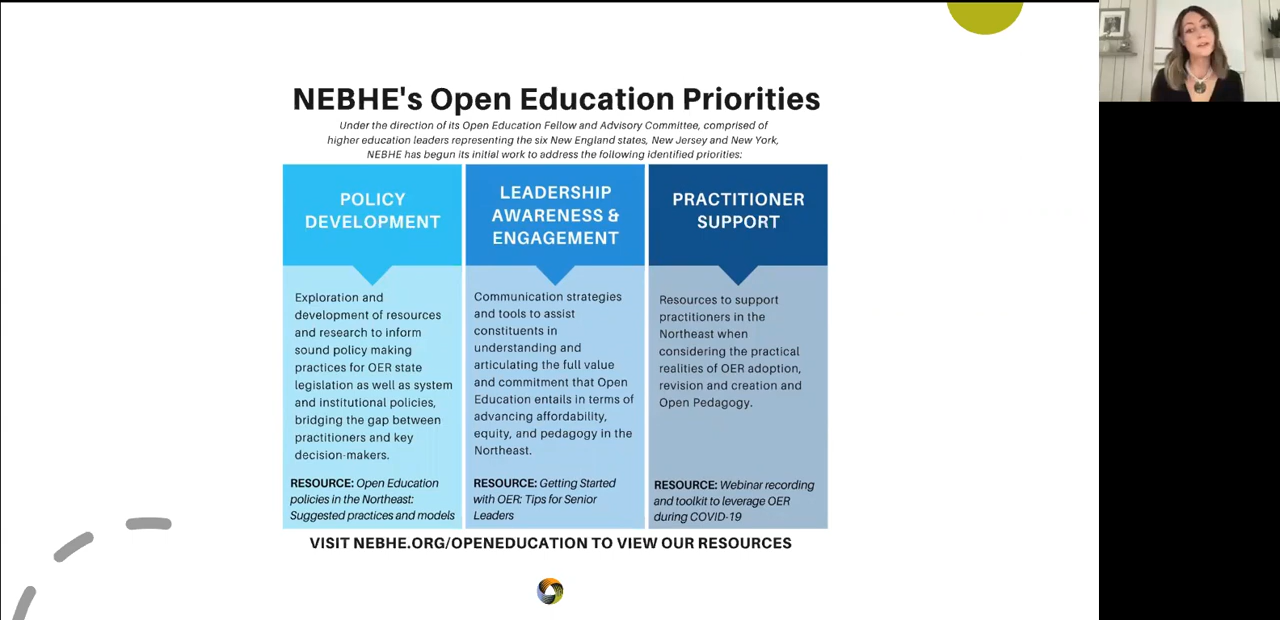 NEBHE's Open Education Priorities
Under the direction of its Open Education Fellow and Advisory Committee, comprised of
higher education leaders representing the six New England states, New Jersey and New York,
NEBHE has begun its initial work to address the following identified priorities:
POLICY
DEVELOPMENT
Exploration and
development of resources
and research to inform
sound policy making
practices for OER state
legislation as well as system
and institutional policies,
bridging the gap between
practitioners and key
decision-makers.
RESOURCE: Open Education
policies in the Northeast:
Suggested practices and models
LEADERSHIP
AWARENESS &
ENGAGEMENT
Communication strategies
and tools to assist
constituents in
understanding and
articulating the full value
and commitment that Open
Education entails in terms of
advancing affordability,
equity, and pedagogy in the
Northeast.
RESOURCE: Getting Started
with OER: Tips for Senior
Leaders
PRACTITIONER
SUPPORT
Resources to support
practitioners in the
Northeast when
considering the practical
realities of OER adoption,
revision and creation and
Open Pedagogy.
RESOURCE: Webinar recording
and toolkit to leverage OER
during COVID-19
VISIT NEBHE.ORG/OPENEDUCATION TO VIEW OUR RESOURCES